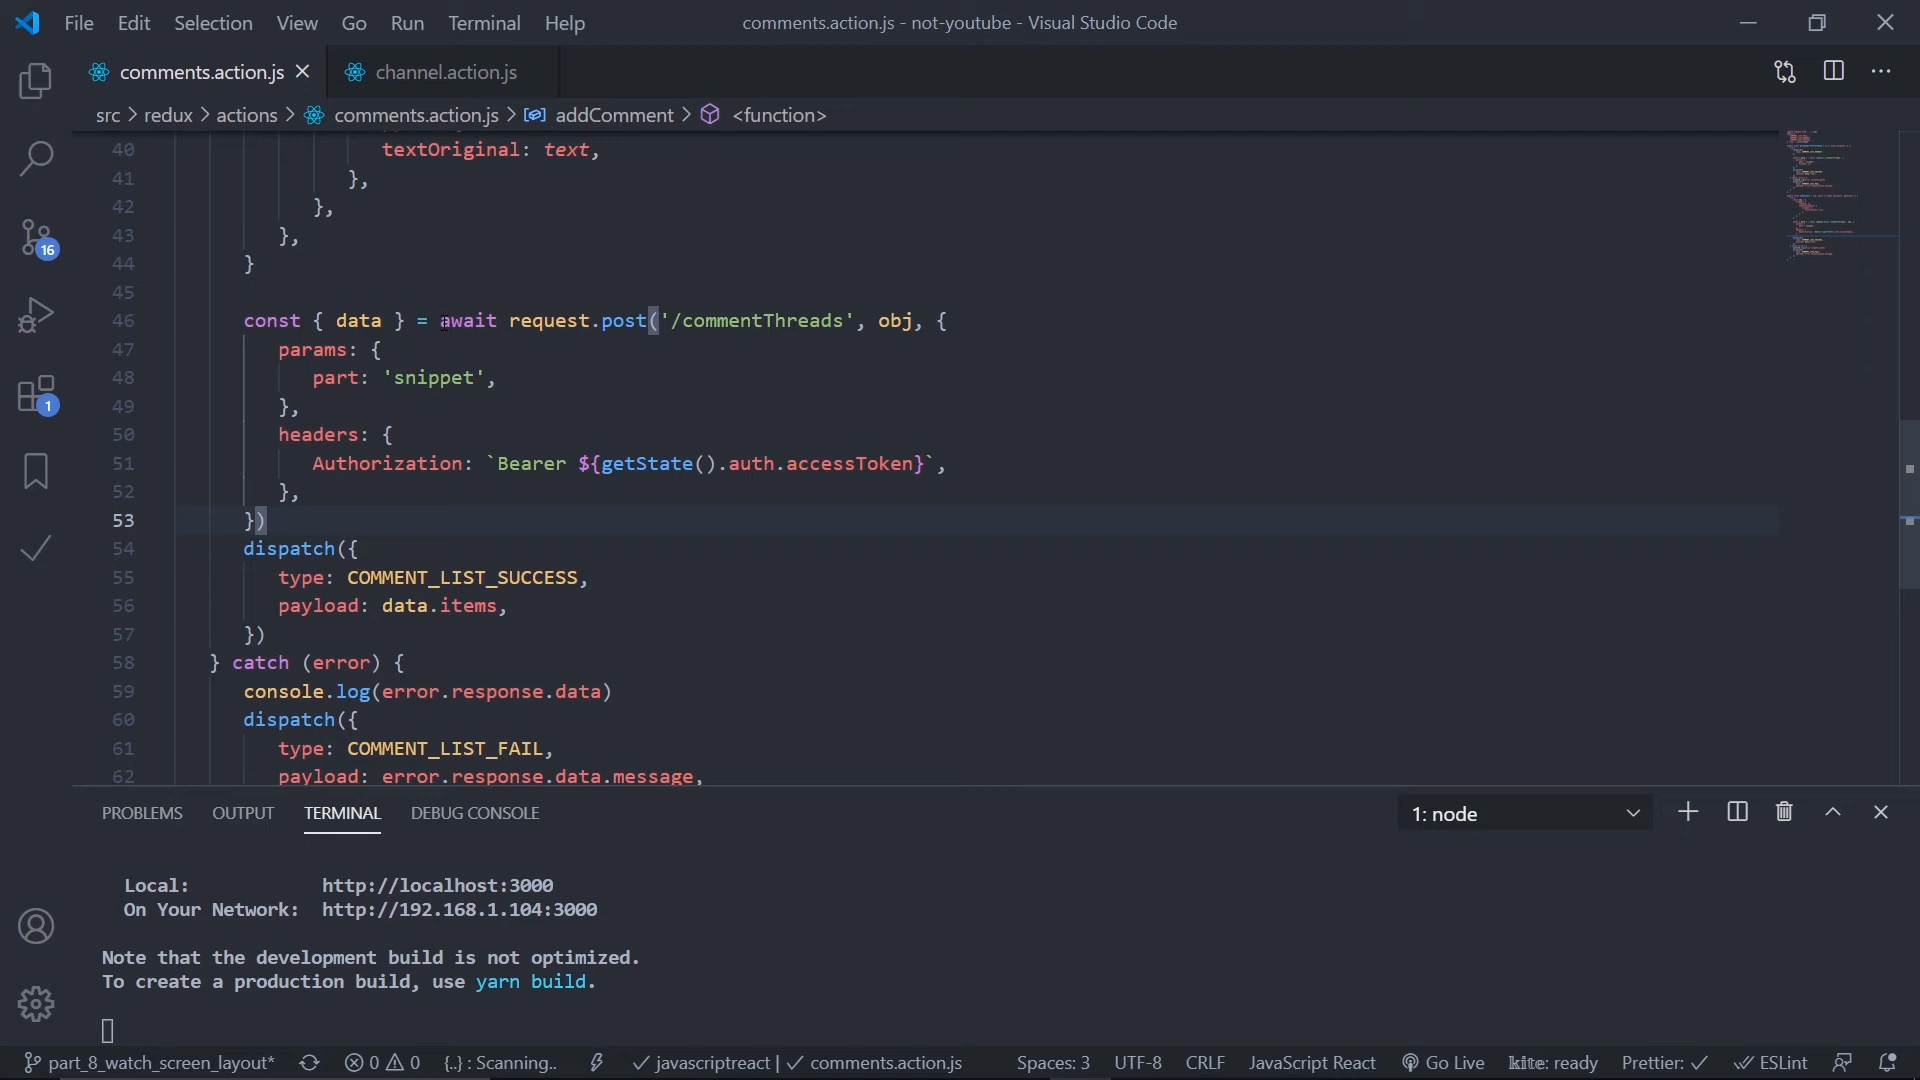 File Edit Selection View Go Run Terminal Help comments.action.js - not-youtube - Visual Studio Code
comments.action.js channel.action.js
src > redux > actions > comments.action.js > addComment > <function>
40 textOriginal: text,
41 },
42 },
43 },
44 }
45
46 const { data } = await request.post('/commentThreads', obj, {
47 params: {
48 part: 'snippet',
49 },
50 headers: {
51 Authorization: `Bearer ${getState().auth.accessToken}`,
52 },
53 })
54 dispatch({
55 type: COMMENT_LIST_SUCCESS,
56 payload: data.items,
57 })
58 } catch (error) {
59 console.log(error.response.data)
60 dispatch({
61 type: COMMENT_LIST_FAIL,
62 payload: error.response.data.message,
16
1
PROBLEMS OUTPUT TERMINAL DEBUG CONSOLE 1: node
Local: http://localhost:3000
On Your Network: http://192.168.1.104:3000
Note that the development build is not optimized.
To create a production build, use yarn build.
part_8_watch_screen_layout* 0 0 {..} : Scanning.. javascriptreact | comments.action.js Spaces: 3 UTF-8 CRLF JavaScript React Go Live kite: ready Prettier: ESLint